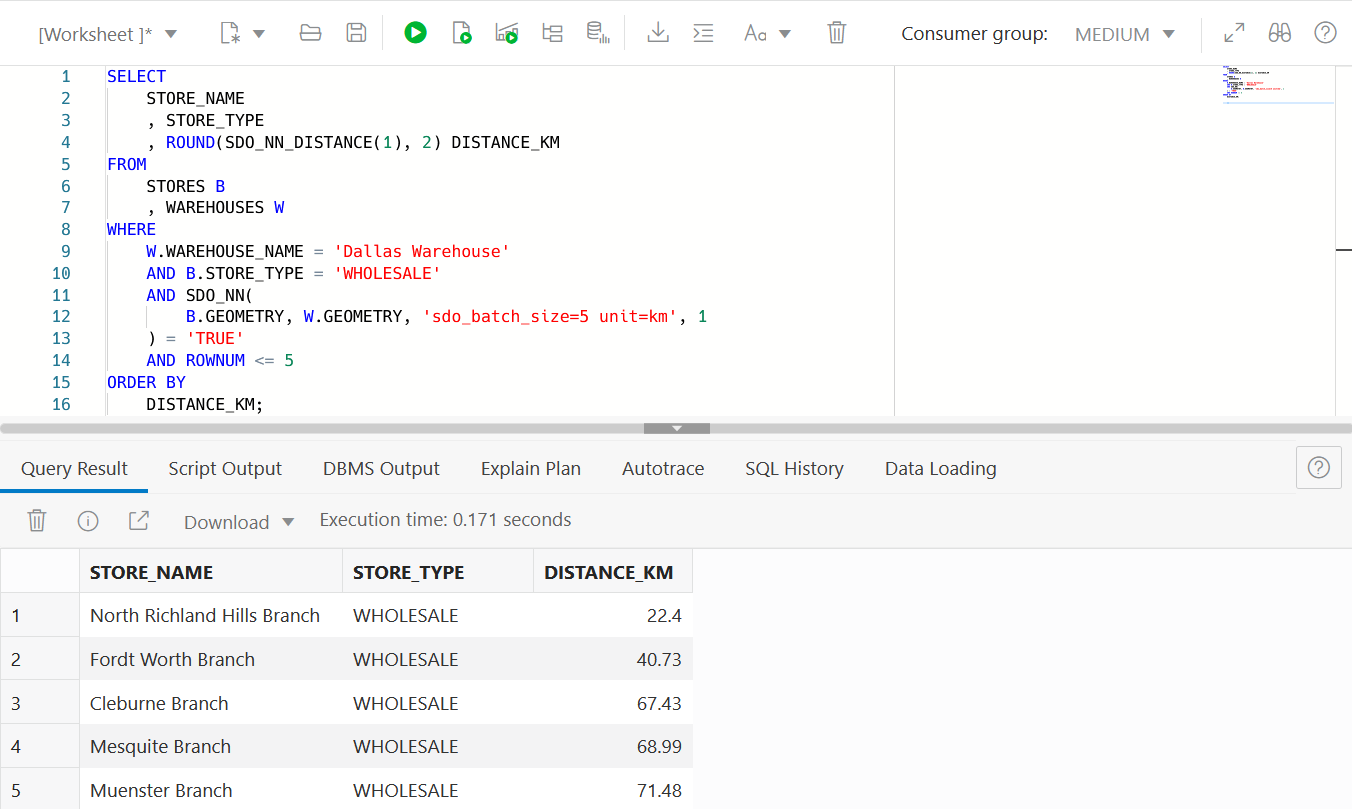 [Worksheet ]*
Aa
Consumer group: MEDIUM
1 SELECT
2 STORE_NAME
3 , STORE_TYPE
4 , ROUND(SDO_NN_DISTANCE(1), 2) DISTANCE_KM
5 FROM
6 STORES B
7 , WAREHOUSES W
8 WHERE
9 W.WAREHOUSE_NAME = 'Dallas Warehouse'
10 AND B.STORE_TYPE = 'WHOLESALE'
11 AND SDO_NN(
12 B.GEOMETRY, W.GEOMETRY, 'sdo_batch_size=5 unit=km', 1
13 ) = 'TRUE'
14 AND ROWNUM <= 5
15 ORDER BY
16 DISTANCE_KM;
Query Result Script Output DBMS Output Explain Plan Autotrace SQL History Data Loading
Download Execution time: 0.171 seconds
STORE_NAME STORE_TYPE DISTANCE_KM
1 North Richland Hills Branch WHOLESALE 22.4
2 Fordt Worth Branch WHOLESALE 40.73
3 Cleburne Branch WHOLESALE 67.43
4 Mesquite Branch WHOLESALE 68.99
5 Muenster Branch WHOLESALE 71.48